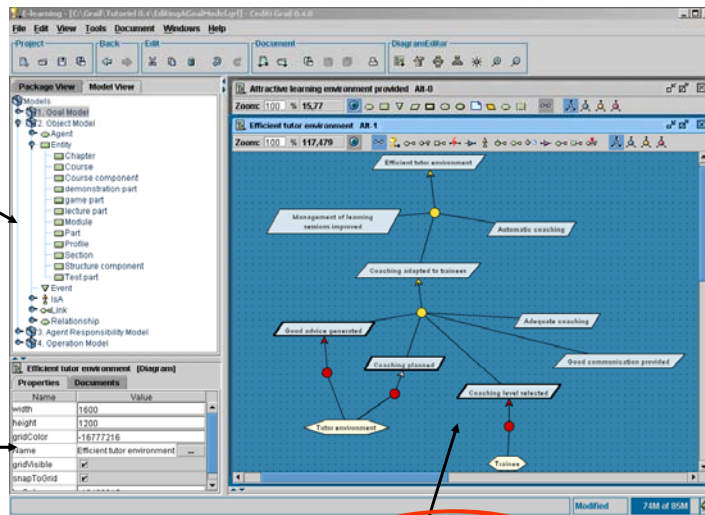 E-learning - [C:\Grail\Tutoriel 0.4\EditingAGoalModel.grl] - Cediti Grail 0.4.0
File Edit View Tools Document Windows Help
Project Back Edit Document DiagramEditor
Package View Model View
Models
1. Goal Model
2. Object Model
Agent
Entity
Chapter
Course
Course component
demonstration part
game part
lecture part
Module
Part
Profile
Section
Structure component
Test part
Event
IsA
Link
Relationship
3. Agent Responsibility Model
4. Operation Model
Efficient tutor environment [Diagram]
Properties Documents
Name Value
width 1600
height 1200
gridColor -16777216
Name Efficient tutor environment ...
gridVisible
snapToGrid
Attractive learning environment provided Alt-0
Zoom: 100 % 15,77
Efficient tutor environment Alt-1
Zoom: 100 % 117,479
Efficient tutor environment
Management of learning
sessions improved
Automatic coaching
Coaching adapted to trainees
Good advice generated
Adequate coaching
Coaching planned
Good communication provided
Coaching level selected
Tutor environment
Trainee
Modified 74M of 85M